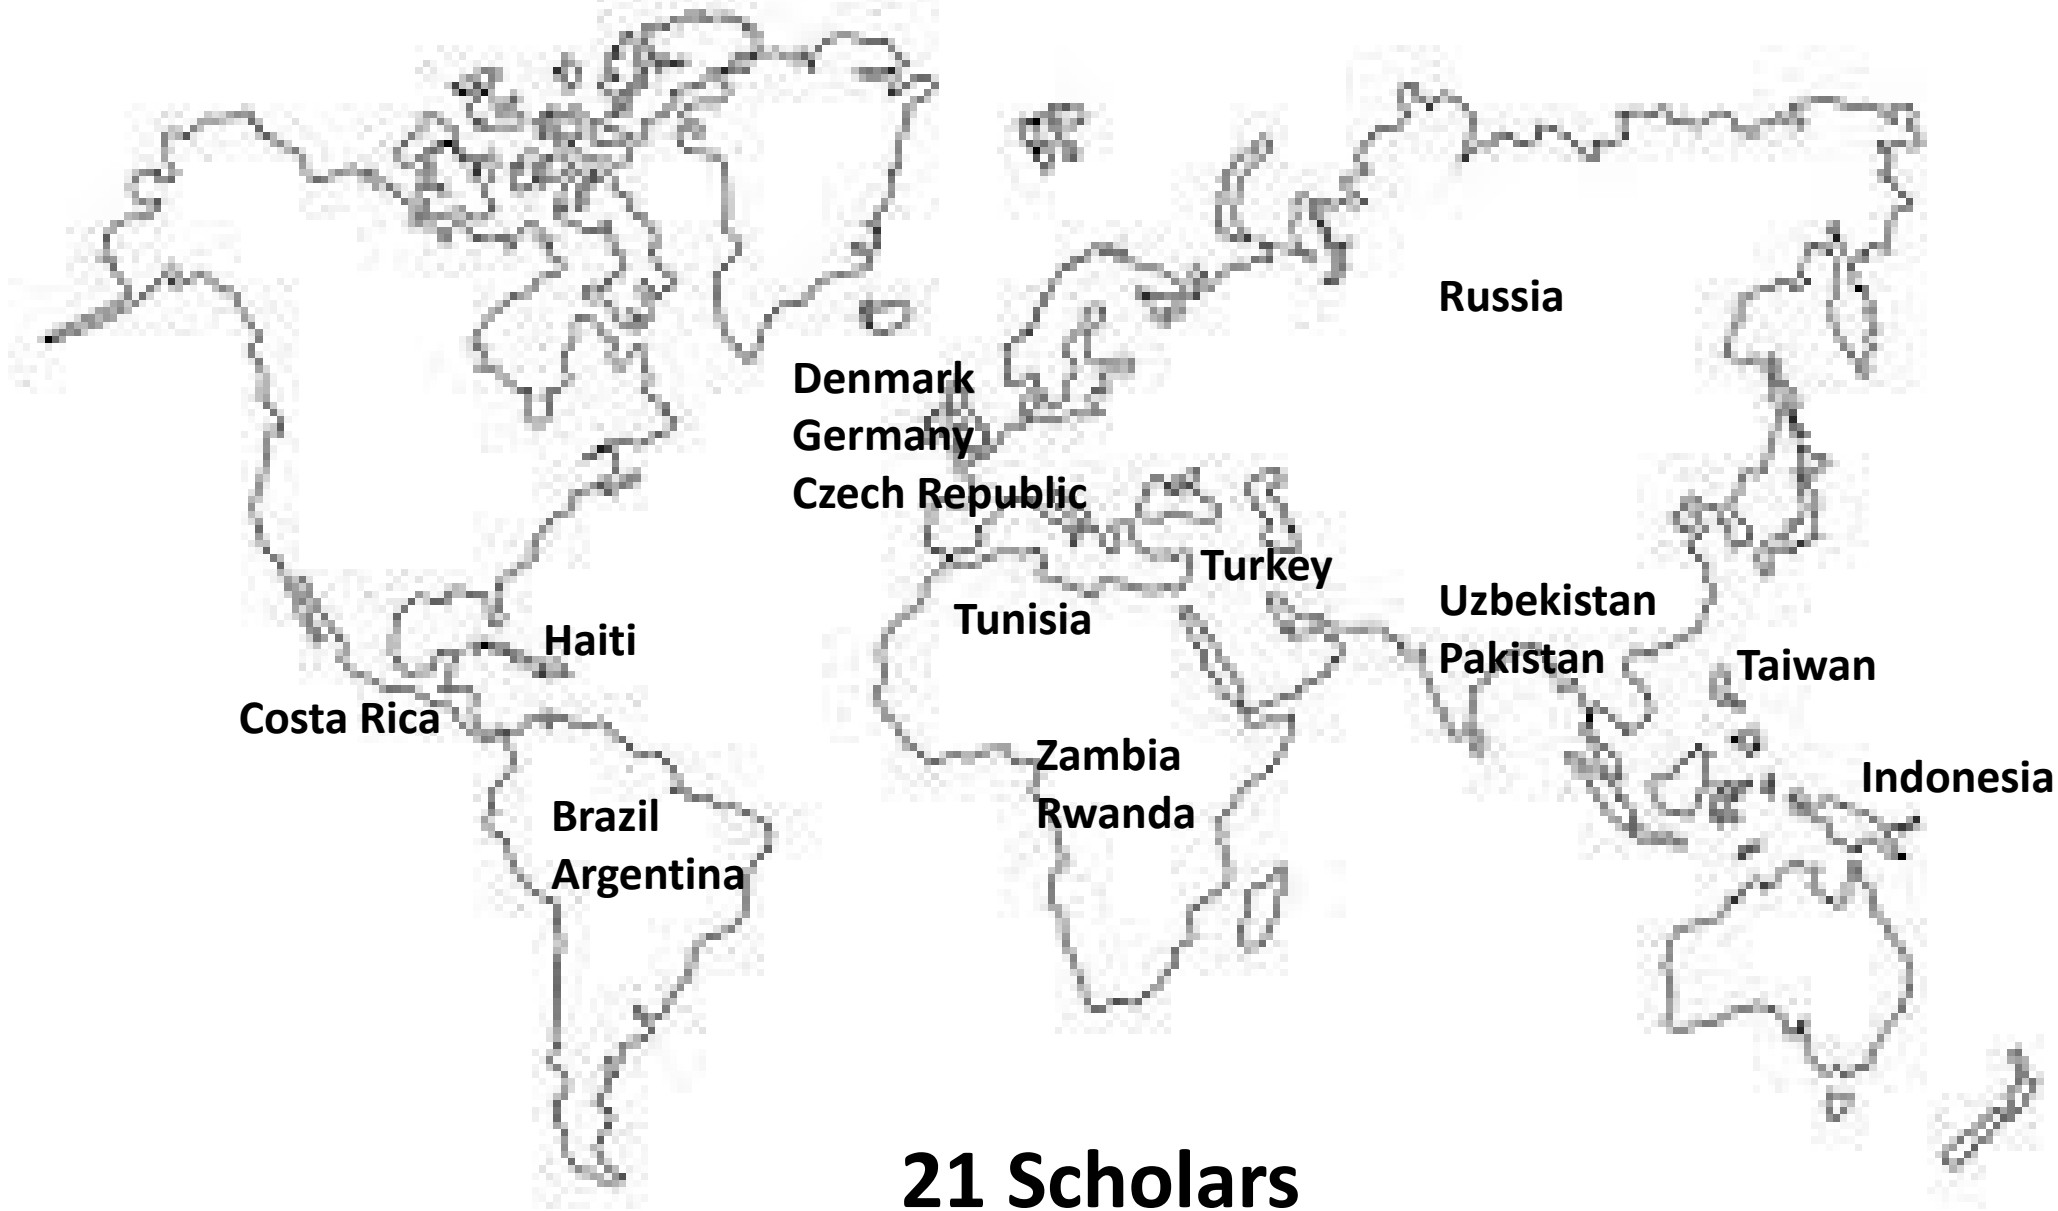 Russia
Denmark
Germany
Czech Republic
Turkey
Uzbekistan
Tunisia
Haiti
Pakistan
Taiwan
Costa Rica
Zambia
Indonesia
Rwanda
Brazil
Argentina
21 Scholars